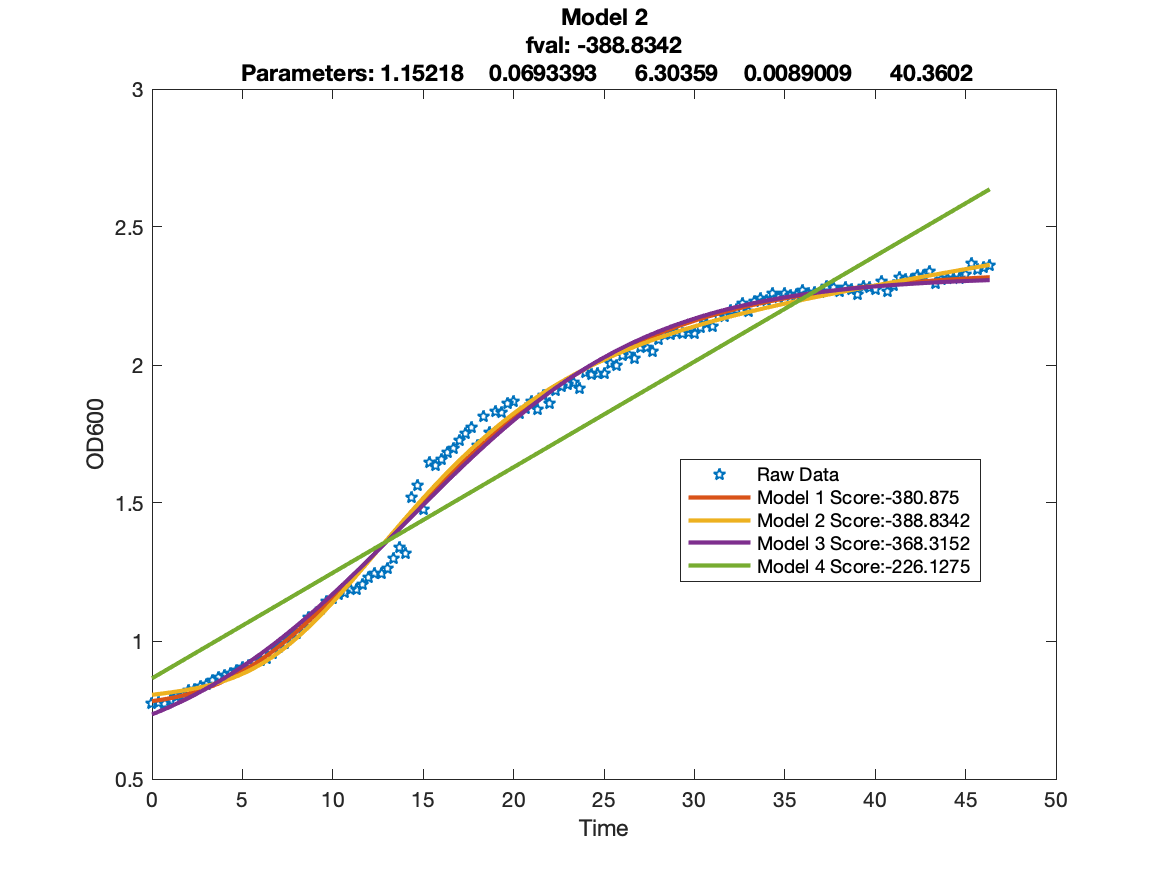 Model 2
fval: -388.8342
Parameters: 1.15218 0.0693393 6.30359 0.0089009 40.3602
3
2.5
2
1.5
1
0.5
OD600
Raw Data
Model 1 Score:-380.875
Model 2 Score:-388.8342
Model 3 Score:-368.3152
Model 4 Score:-226.1275
0 5 10 15 20 25 30 35 40 45 50
Time